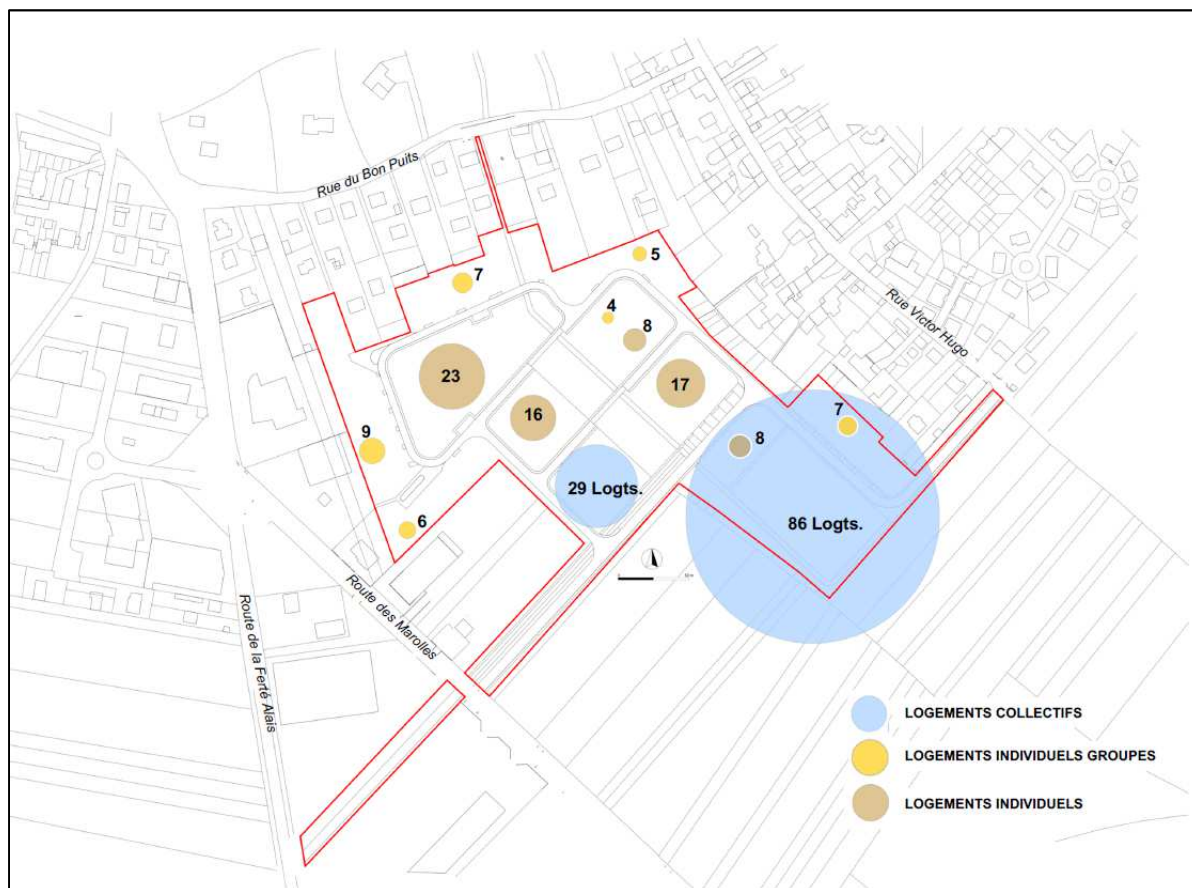 Rue du Bon Puits
5
7
4
8
Rue Victor Hugo
23
17
16
7
8
9
29 Logts.
86 Logts.
6
Route des Marolles
Route de la Ferté Alais
LOGEMENTS COLLECTIFS
LOGEMENTS INDIVIDUELS GROUPES
LOGEMENTS INDIVIDUELS